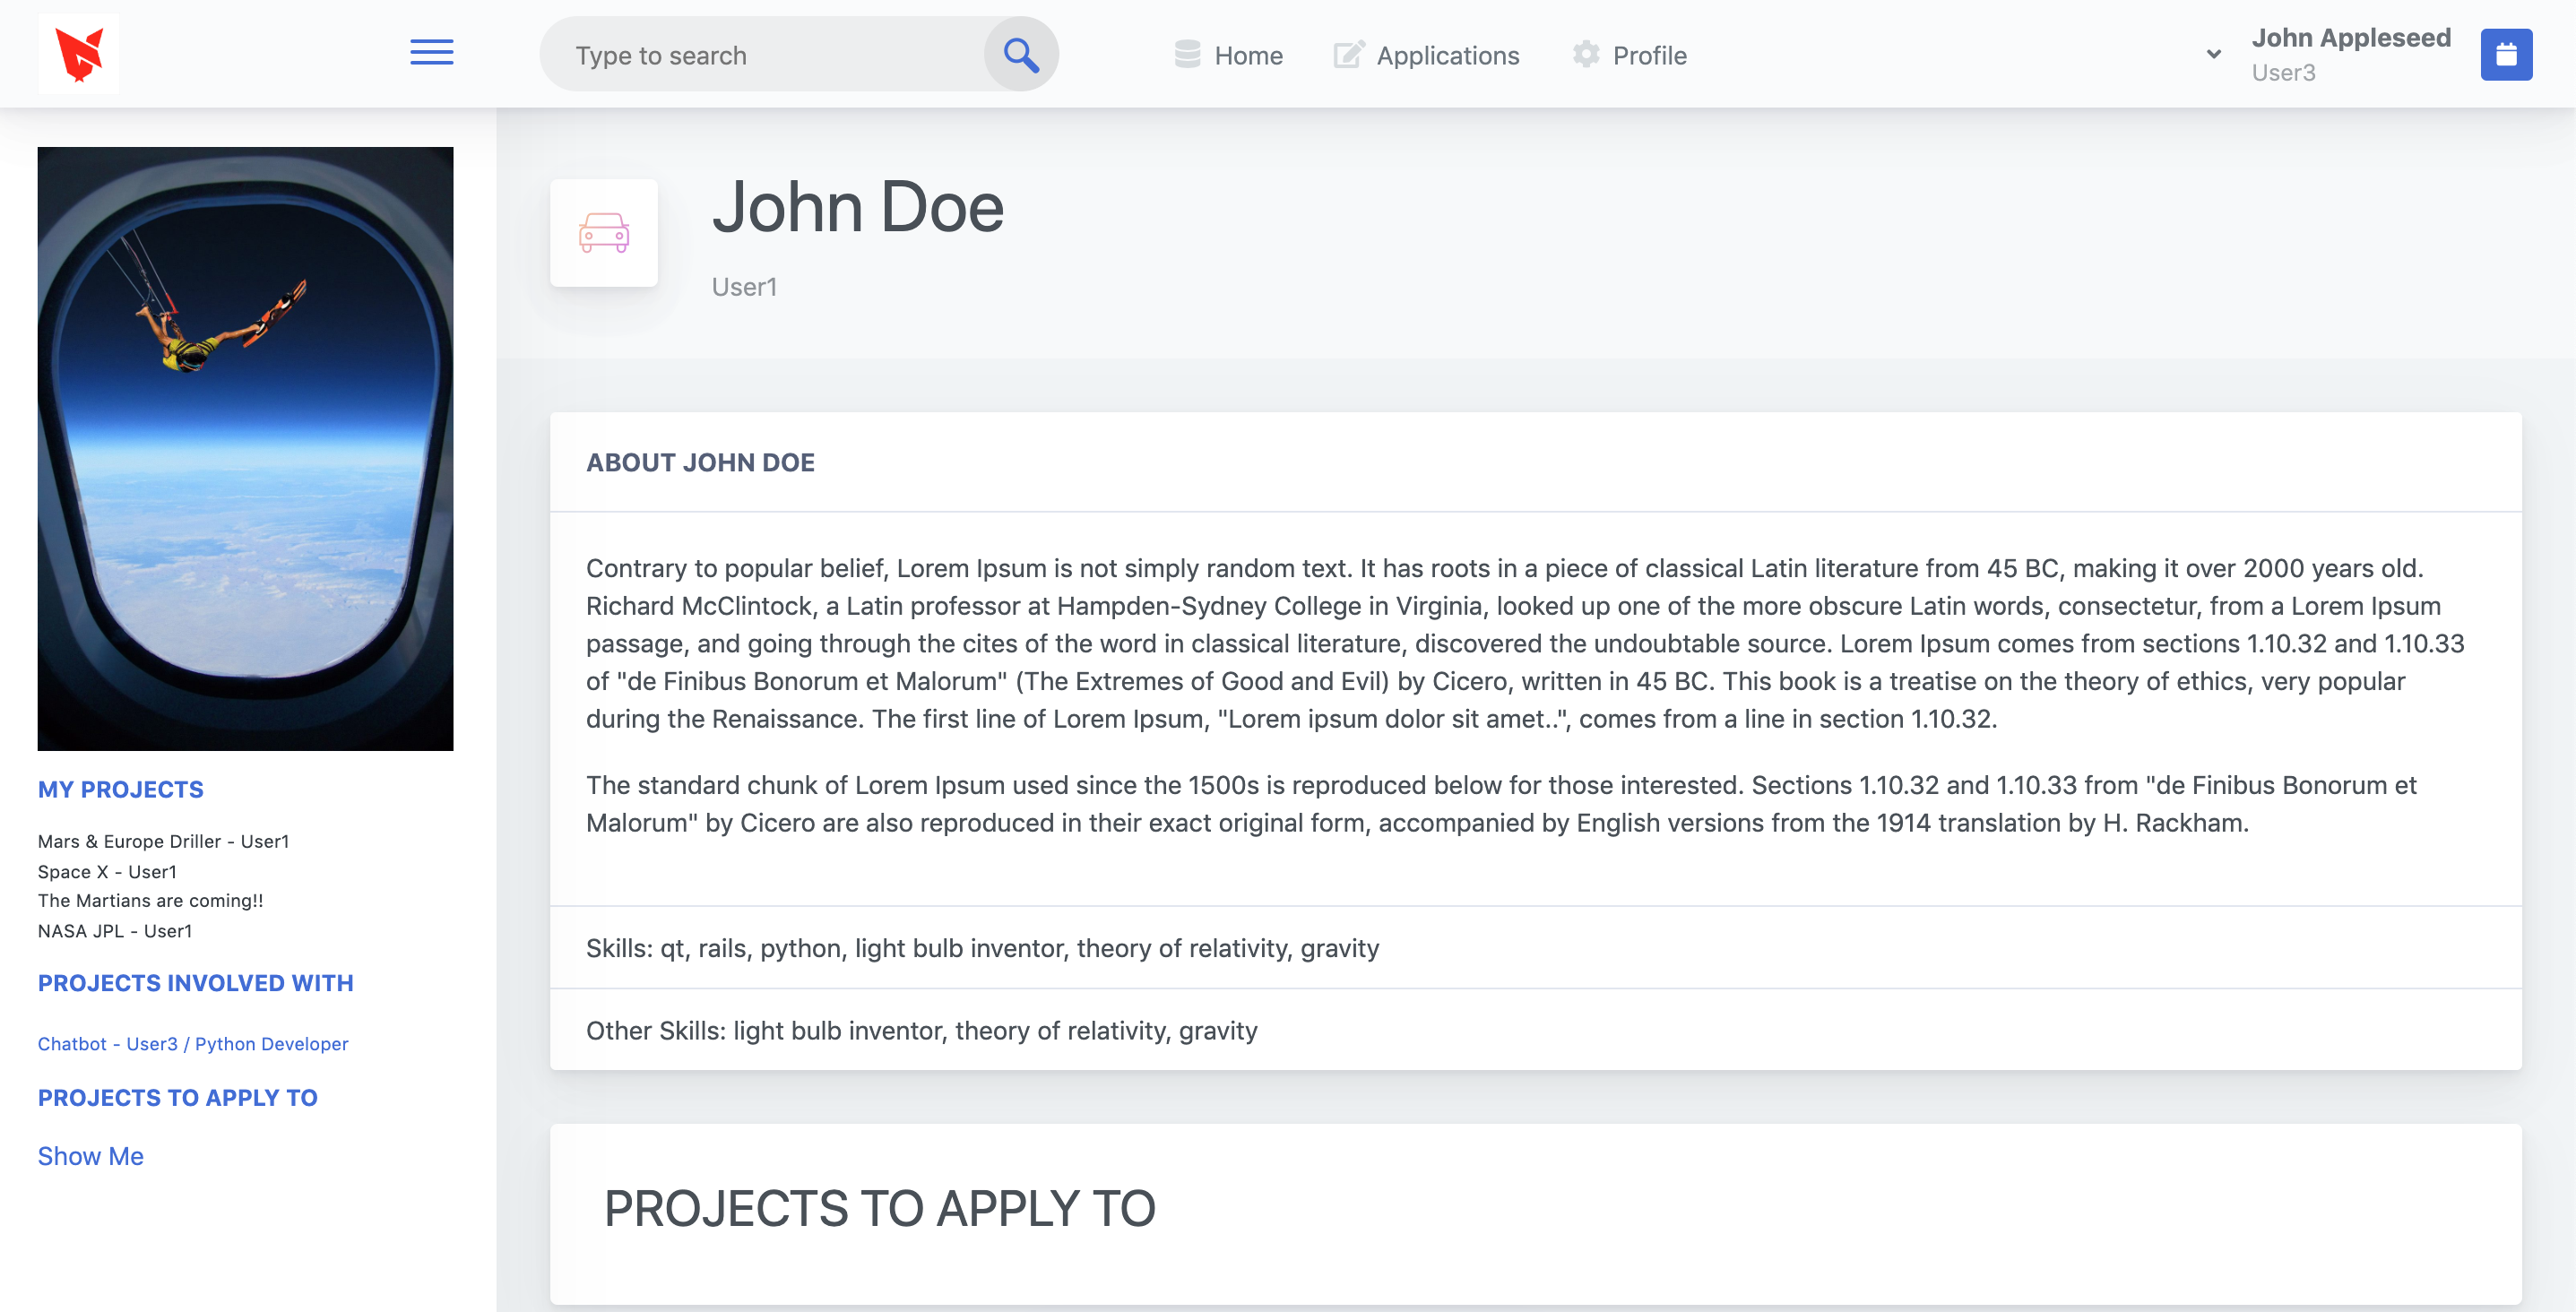 Type to search
Home
Applications
Profile
John Appleseed
User3
John Doe
User1
MY PROJECTS
Mars & Europe Driller - User1
Space X - User1
The Martians are coming!!
NASA JPL - User1
PROJECTS INVOLVED WITH
Chatbot - User3 / Python Developer
PROJECTS TO APPLY TO
Show Me
ABOUT JOHN DOE
Contrary to popular belief, Lorem Ipsum is not simply random text. It has roots in a piece of classical Latin literature from 45 BC, making it over 2000 years old.
Richard McClintock, a Latin professor at Hampden-Sydney College in Virginia, looked up one of the more obscure Latin words, consectetur, from a Lorem Ipsum
passage, and going through the cites of the word in classical literature, discovered the undoubtable source. Lorem Ipsum comes from sections 1.10.32 and 1.10.33
of "de Finibus Bonorum et Malorum" (The Extremes of Good and Evil) by Cicero, written in 45 BC. This book is a treatise on the theory of ethics, very popular
during the Renaissance. The first line of Lorem Ipsum, "Lorem ipsum dolor sit amet..", comes from a line in section 1.10.32.
The standard chunk of Lorem Ipsum used since the 1500s is reproduced below for those interested. Sections 1.10.32 and 1.10.33 from "de Finibus Bonorum et
Malorum" by Cicero are also reproduced in their exact original form, accompanied by English versions from the 1914 translation by H. Rackham.
Skills: qt, rails, python, light bulb inventor, theory of relativity, gravity
Other Skills: light bulb inventor, theory of relativity, gravity
PROJECTS TO APPLY TO